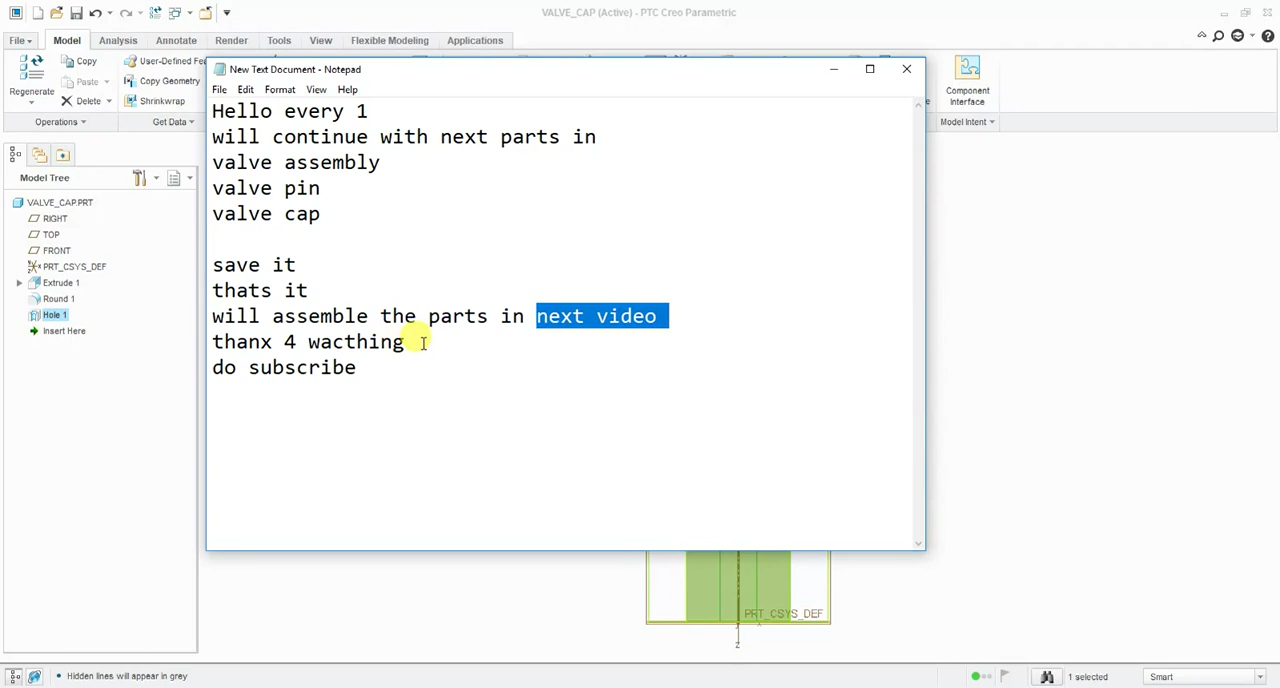 VALVE_CAP (Active) - PTC Creo Parametric
File Model Analysis Annotate Render Tools View Flexible Modeling Applications
Regenerate
Copy
Paste
Delete
User-Defined Fea
Copy Geometry
Shrinkwrap
Component
Interface
Operations Get Data Model Intent
Model Tree
VALVE_CAP.PRT
RIGHT
TOP
FRONT
PRT_CSYS_DEF
Extrude 1
Round 1
Hole 1
Insert Here
New Text Document - Notepad
File Edit Format View Help
Hello every 1
will continue with next parts in
valve assembly
valve pin
valve cap
save it
thats it
will assemble the parts in next video
thanx 4 wacthing
do subscribe
PRT_CSYS_DEF
Z
Hidden lines will appear in grey
1 selected
Smart